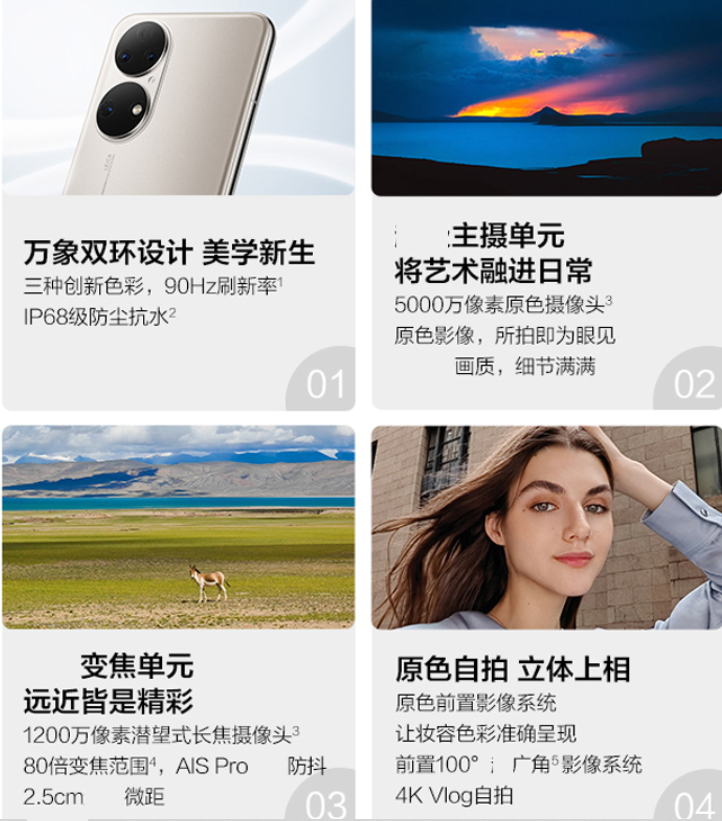 万象双环设计 美学新生
三种创新色彩，90Hz刷新率¹
IP68级防尘抗水²
01
主摄单元
将艺术融进日常
5000万像素原色摄像头³
原色影像，所拍即为眼见
画质，细节满满
02
变焦单元
远近皆是精彩
1200万像素潜望式长焦摄像头³
80倍变焦范围⁴，AIS Pro 防抖
2.5cm 微距
03
原色自拍 立体上相
原色前置影像系统
让妆容色彩准确呈现
前置100° 广角⁵影像系统
4K Vlog自拍
04